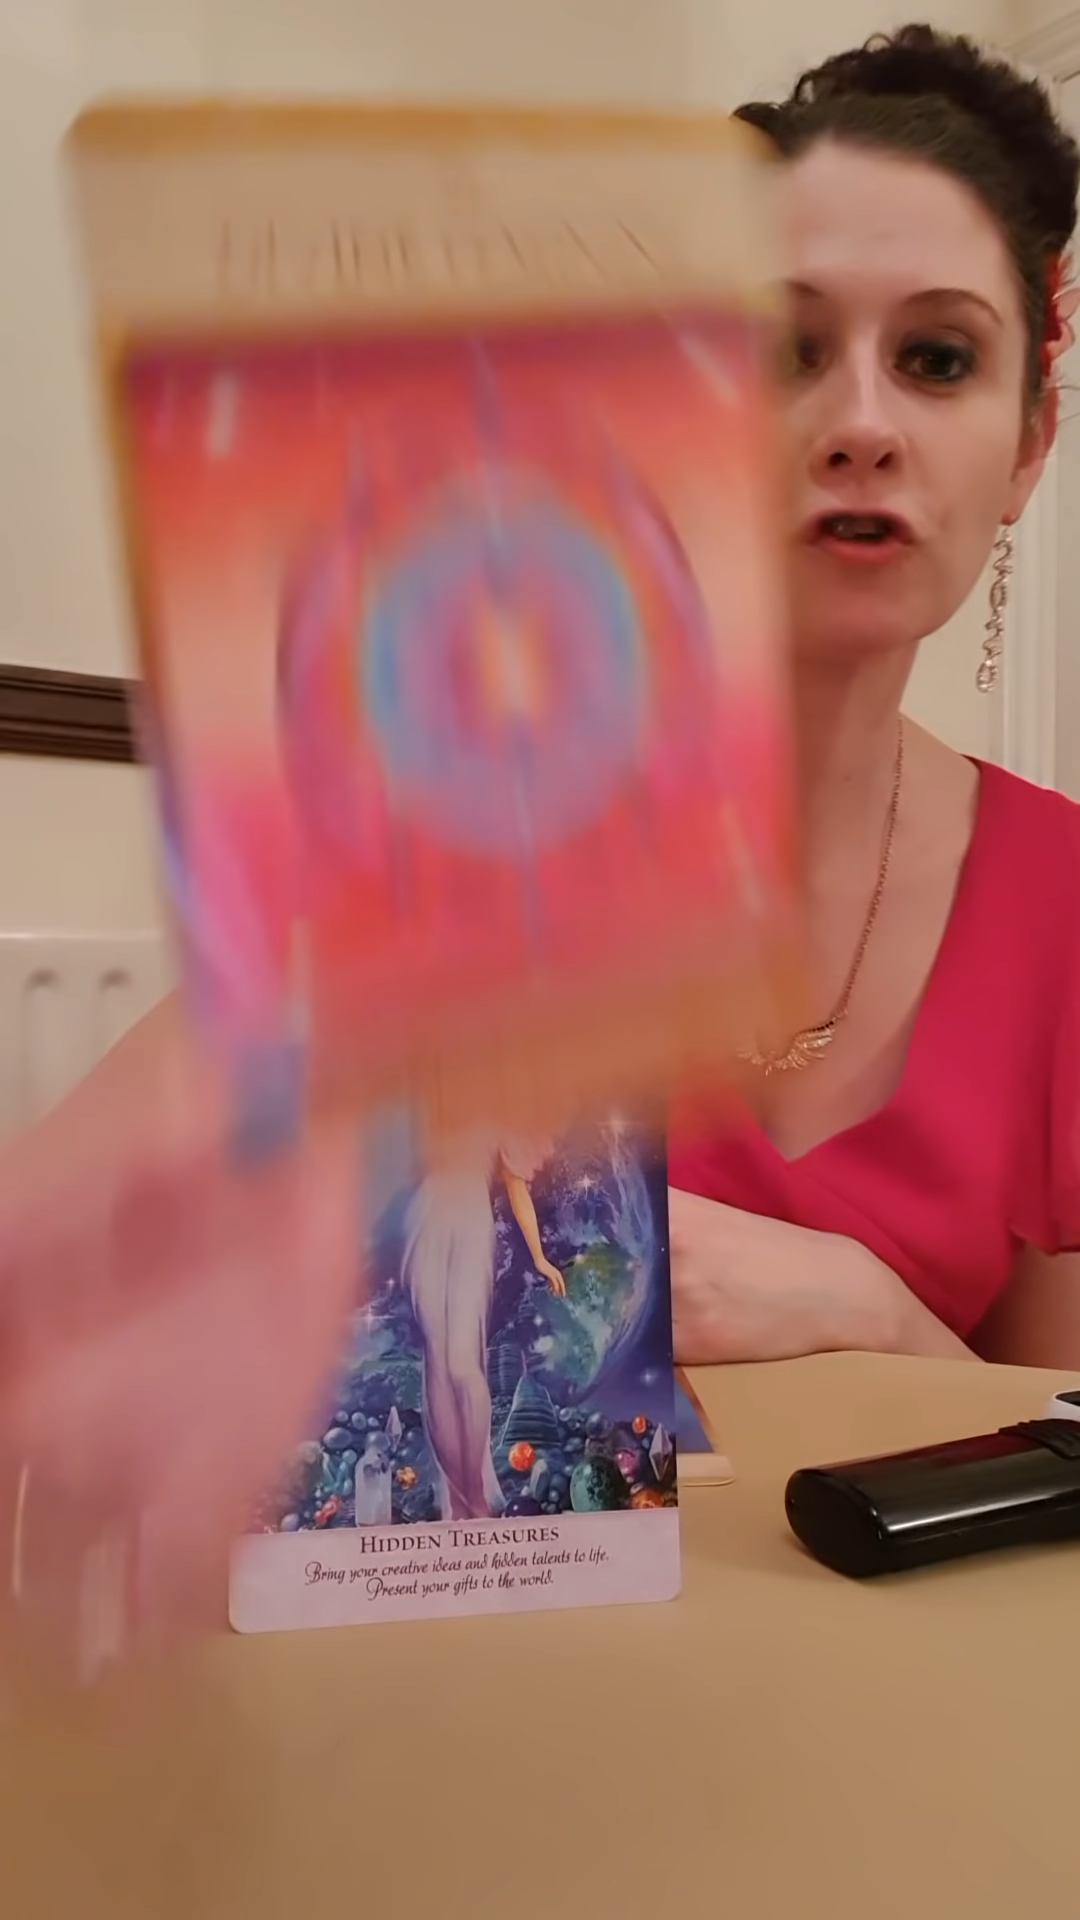 HIDDEN TREASURES
Bring your creative ideas and hidden talents to life.
Present your gifts to the world.